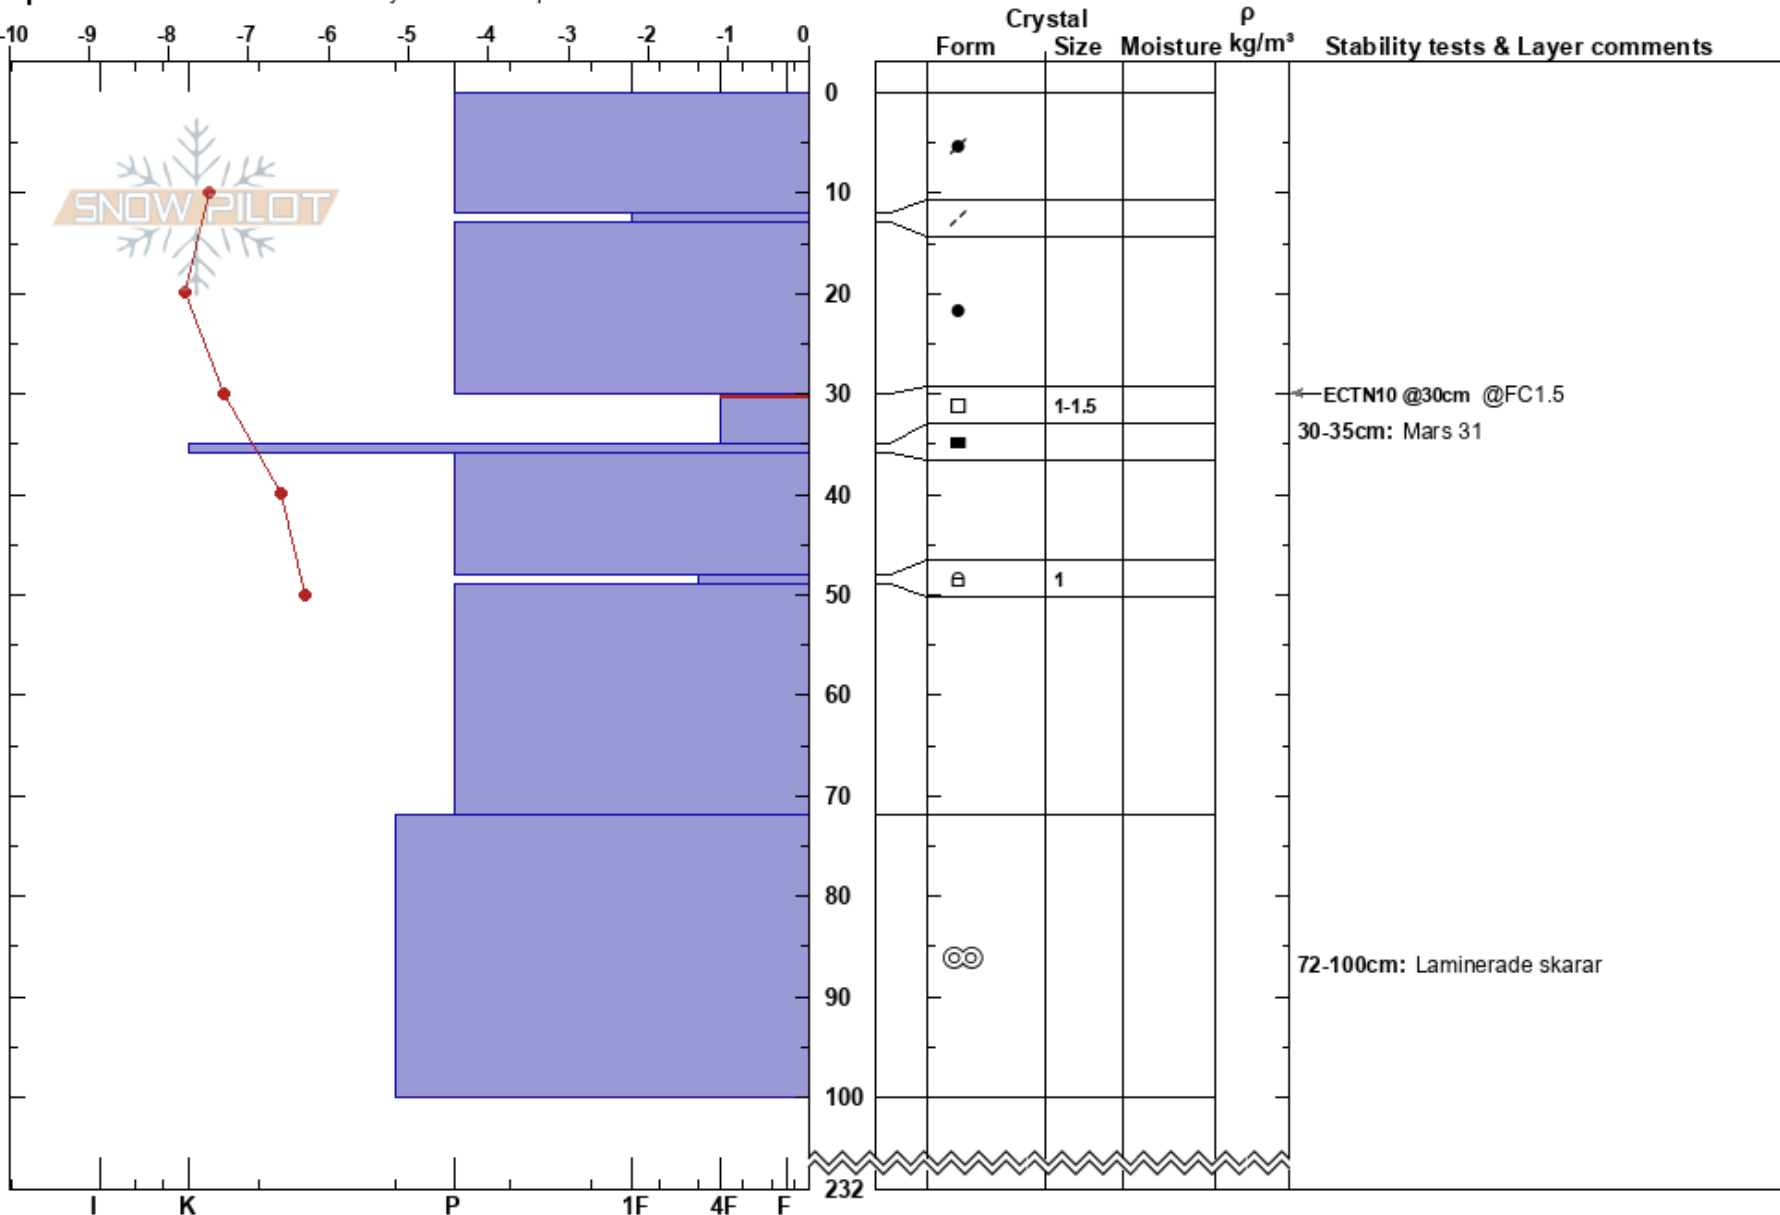 Crystal ρ
-10 -9 -8 -7 -6 -5 -4 -3 -2 -1 0
Form Size Moisture kg/m³ Stability tests & Layer comments
0
SNOW PILOT
10
20
30
ECTN10 @30cm @FC1.5
1-1.5
30-35cm: Mars 31
40
1
50
60
70
80
72-100cm: Laminerade skarar
90
100
232
I K P 1F 4F F